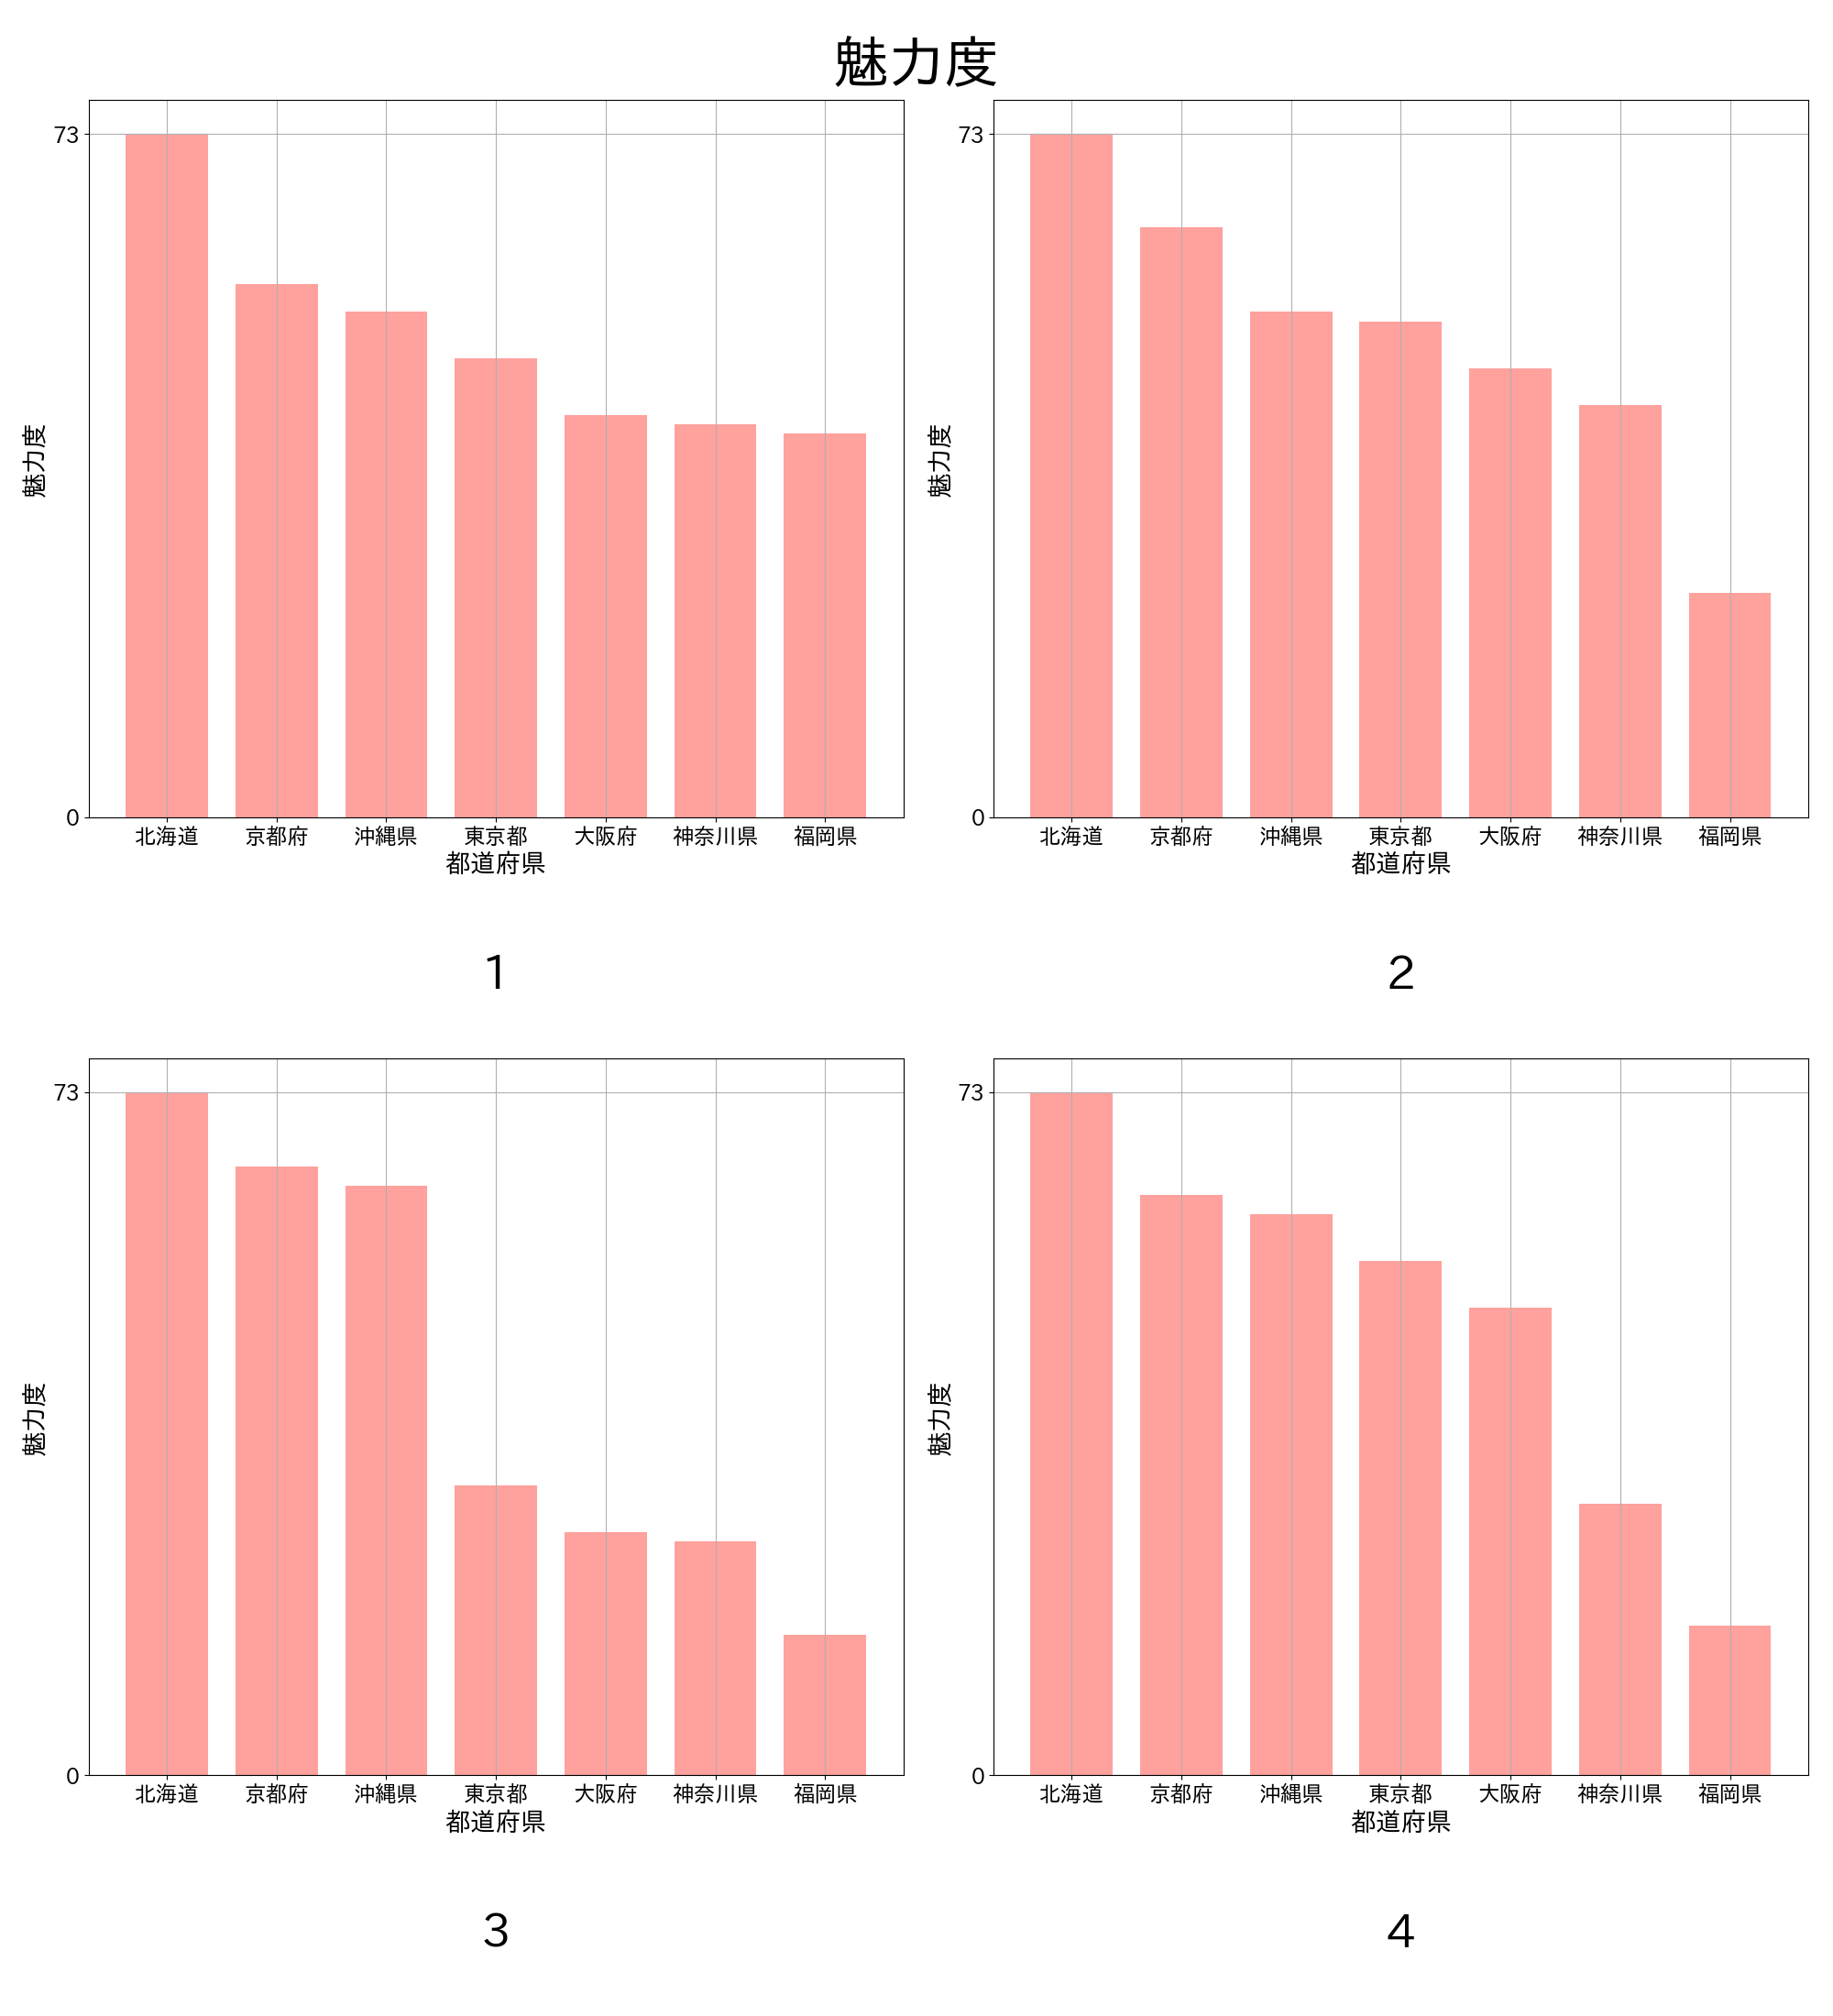 魅力度
73
0
魅力度
北海道 京都府 沖縄県 東京都 大阪府 神奈川県 福岡県
都道府県
1
73
0
魅力度
北海道 京都府 沖縄県 東京都 大阪府 神奈川県 福岡県
都道府県
2
73
0
魅力度
北海道 京都府 沖縄県 東京都 大阪府 神奈川県 福岡県
都道府県
3
73
0
魅力度
北海道 京都府 沖縄県 東京都 大阪府 神奈川県 福岡県
都道府県
4